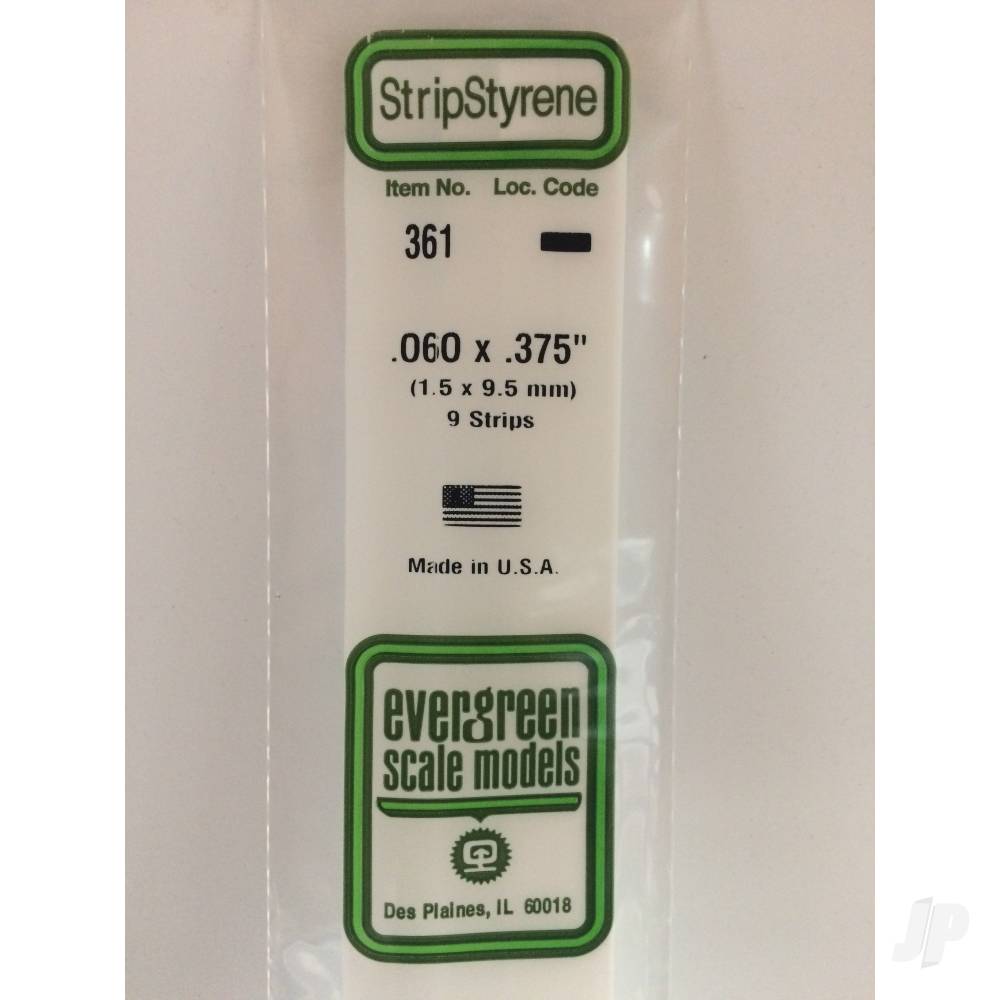 StripStyrene
Item No. Loc. Code
361
.060 x .375"
(1.5 x 9.5 mm)
9 Strips
Made in U.S.A.
evergreen
scale models
Des Plaines, IL 60018
JP